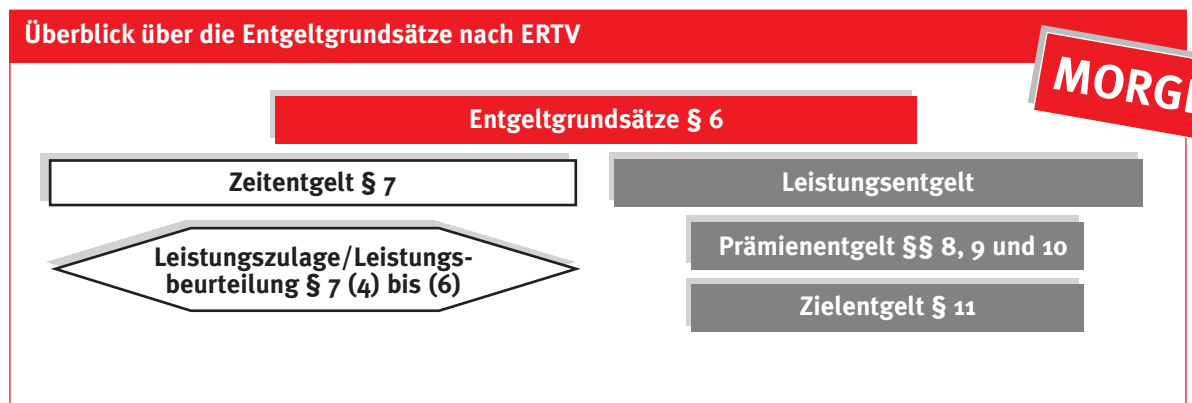 Überblick über die Entgeltgrundsätze nach ERTV
Entgeltgrundsätze § 6
Zeitentgelt § 7
Leistungsentgelt
Leistungszulage/Leistungs-
beurteilung § 7 (4) bis (6)
Prämienentgelt §§ 8, 9 und 10
Zielentgelt § 11